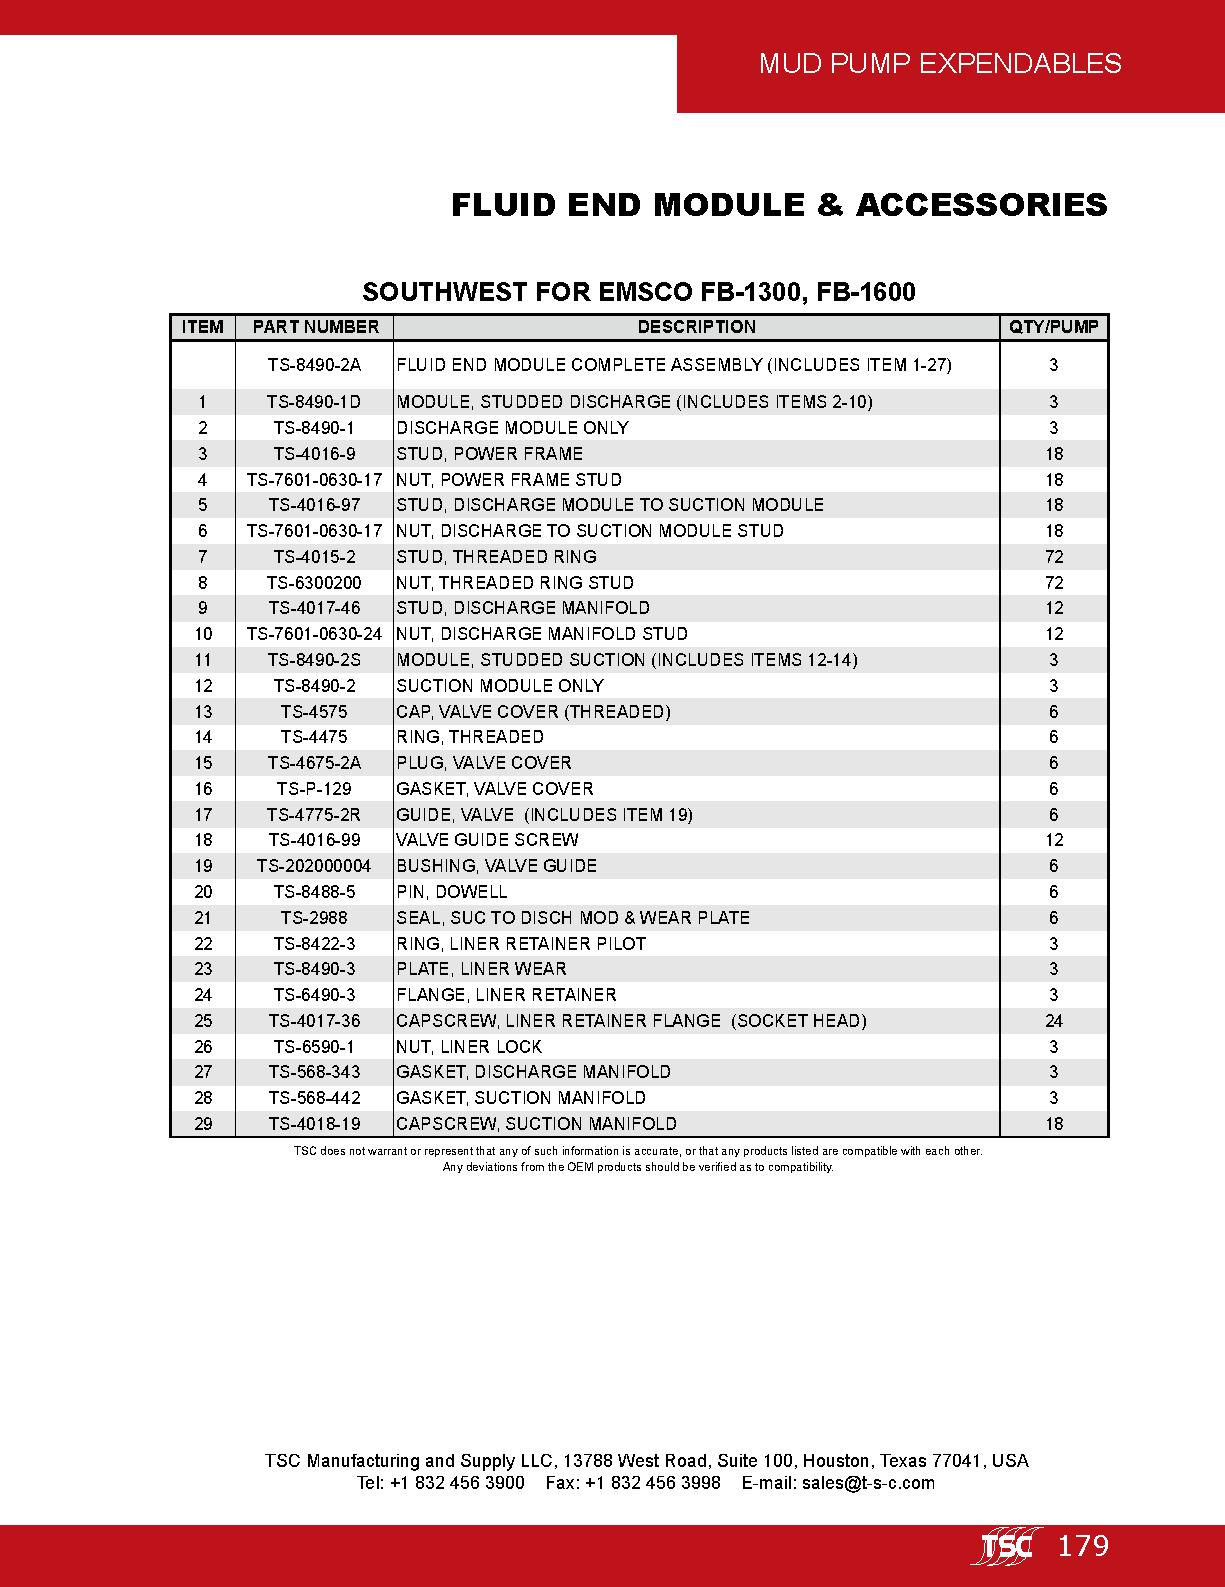 MUD PUMP EXPENDABLES
FLUID END MODULE & ACCESSORIES
SOUTHWEST FOR EMSCO FB-1300, FB-1600
ITEM PART NUMBER DESCRIPTION QTY/PUMP
TS-8490-2A FLUID END MODULE COMPLETE ASSEMBLY (INCLUDES ITEM 1-27) 3
1 TS-8490-1D MODULE, STUDDED DISCHARGE (INCLUDES ITEMS 2-10) 3
2 TS-8490-1 DISCHARGE MODULE ONLY 3
3 TS-4016-9 STUD, POWER FRAME 18
4 TS-7601-0630-17 NUT, POWER FRAME STUD 18
5 TS-4016-97 STUD, DISCHARGE MODULE TO SUCTION MODULE 18
6 TS-7601-0630-17 NUT, DISCHARGE TO SUCTION MODULE STUD 18
7 TS-4015-2 STUD, THREADED RING 72
8 TS-6300200 NUT, THREADED RING STUD 72
9 TS-4017-46 STUD, DISCHARGE MANIFOLD 12
10 TS-7601-0630-24 NUT, DISCHARGE MANIFOLD STUD 12
11 TS-8490-2S MODULE, STUDDED SUCTION (INCLUDES ITEMS 12-14) 3
12 TS-8490-2 SUCTION MODULE ONLY 3
13 TS-4575 CAP, VALVE COVER (THREADED) 6
14 TS-4475 RING, THREADED 6
15 TS-4675-2A PLUG, VALVE COVER 6
16 TS-P-129 GASKET, VALVE COVER 6
17 TS-4775-2R GUIDE, VALVE (INCLUDES ITEM 19) 6
18 TS-4016-99 VALVE GUIDE SCREW 12
19 TS-202000004 BUSHING, VALVE GUIDE 6
20 TS-8488-5 PIN, DOWELL 6
21 TS-2988 SEAL, SUC TO DISCH MOD & WEAR PLATE 6
22 TS-8422-3 RING, LINER RETAINER PILOT 3
23 TS-8490-3 PLATE, LINER WEAR 3
24 TS-6490-3 FLANGE, LINER RETAINER 3
25 TS-4017-36 CAPSCREW, LINER RETAINER FLANGE (SOCKET HEAD) 24
26 TS-6590-1 NUT, LINER LOCK 3
27 TS-568-343 GASKET, DISCHARGE MANIFOLD 3
28 TS-568-442 GASKET, SUCTION MANIFOLD 3
29 TS-4018-19 CAPSCREW, SUCTION MANIFOLD 18
TSC does not warrant or represent that any of such information is accurate, or that any products listed are compatible with each other.
Any deviations from the OEM products should be verified as to compatibility.
TSC Manufacturing and Supply LLC, 13788 West Road, Suite 100, Houston, Texas 77041, USA
Tel: +1 832 456 3900 Fax: +1 832 456 3998 E-mail: sales@t-s-c.com
TSC 179